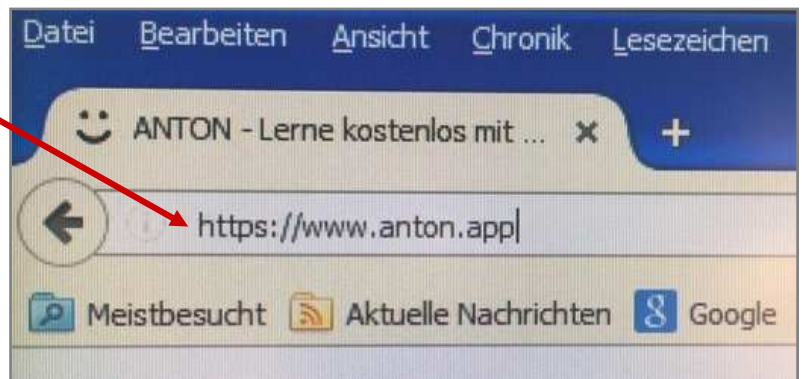 Datei Bearbeiten Ansicht Chronik Lesezeichen
ANTON - Lerne kostenlos mit ...
https://www.anton.app
Meistbesucht Aktuelle Nachrichten Google